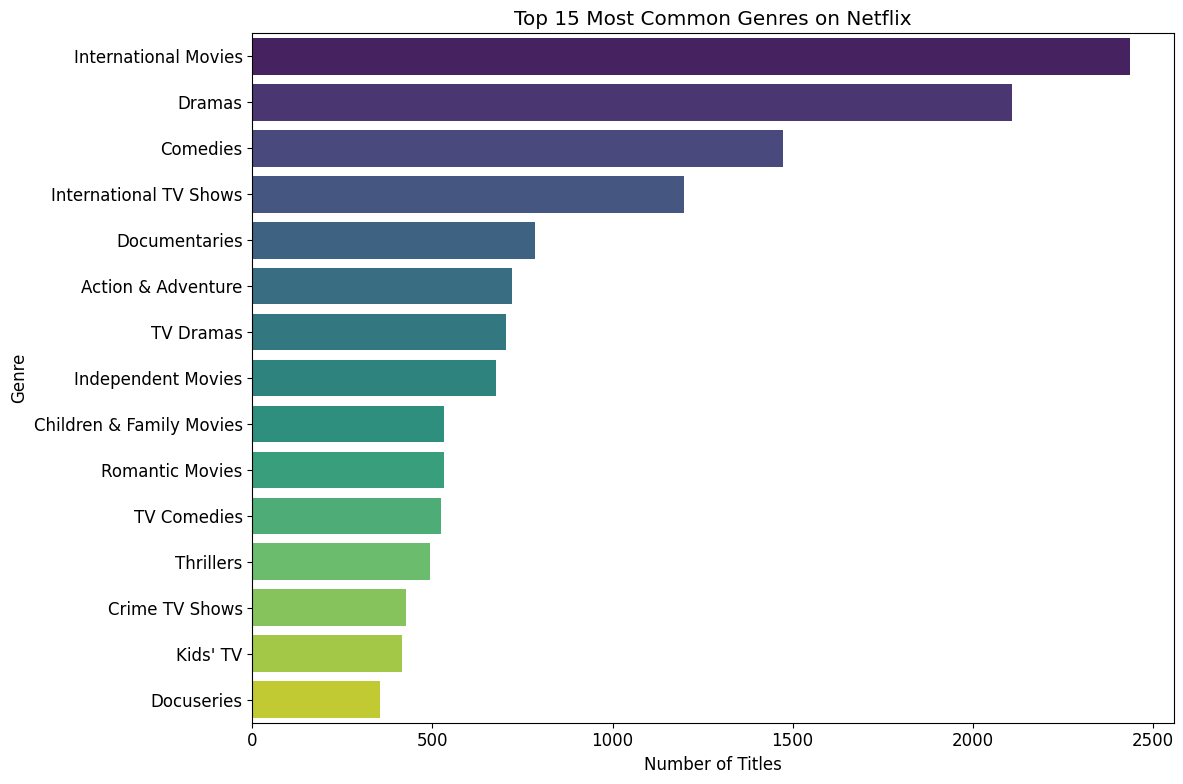 Top 15 Most Common Genres on Netflix
International Movies
Dramas
Comedies
International TV Shows
Documentaries
Action & Adventure
TV Dramas
Independent Movies
Children & Family Movies
Romantic Movies
TV Comedies
Thrillers
Crime TV Shows
Kids' TV
Docuseries
Genre
0 500 1000 1500 2000 2500
Number of Titles